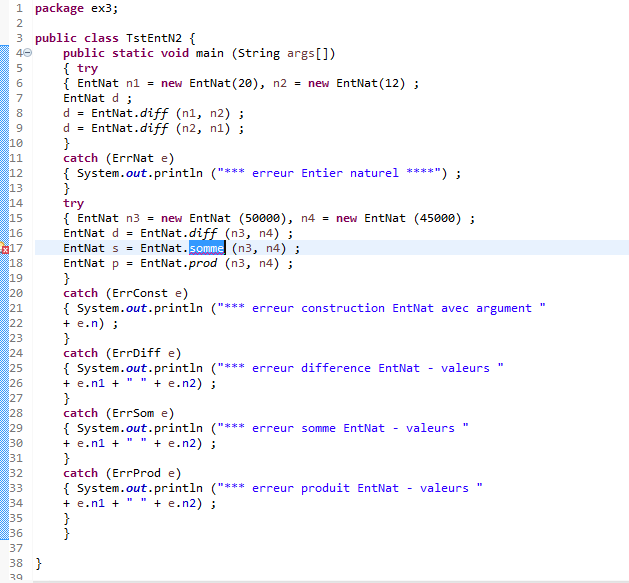 1 package ex3;
2
3 public class TstEntN2 {
4 public static void main (String args[])
5 { try
6 { EntNat n1 = new EntNat(20), n2 = new EntNat(12) ;
7 EntNat d ;
8 d = EntNat.diff (n1, n2) ;
9 d = EntNat.diff (n2, n1) ;
10 }
11 catch (ErrNat e)
12 { System.out.println ("*** erreur Entier naturel ****") ;
13 }
14 try
15 { EntNat n3 = new EntNat (50000), n4 = new EntNat (45000) ;
16 EntNat d = EntNat.diff (n3, n4) ;
17 EntNat s = EntNat.somme (n3, n4) ;
18 EntNat p = EntNat.prod (n3, n4) ;
19 }
20 catch (ErrConst e)
21 { System.out.println ("*** erreur construction EntNat avec argument "
22 + e.n) ;
23 }
24 catch (ErrDiff e)
25 { System.out.println ("*** erreur difference EntNat - valeurs "
26 + e.n1 + " " + e.n2) ;
27 }
28 catch (ErrSom e)
29 { System.out.println ("*** erreur somme EntNat - valeurs "
30 + e.n1 + " " + e.n2) ;
31 }
32 catch (ErrProd e)
33 { System.out.println ("*** erreur produit EntNat - valeurs "
34 + e.n1 + " " + e.n2) ;
35 }
36 }
37
38 }
39